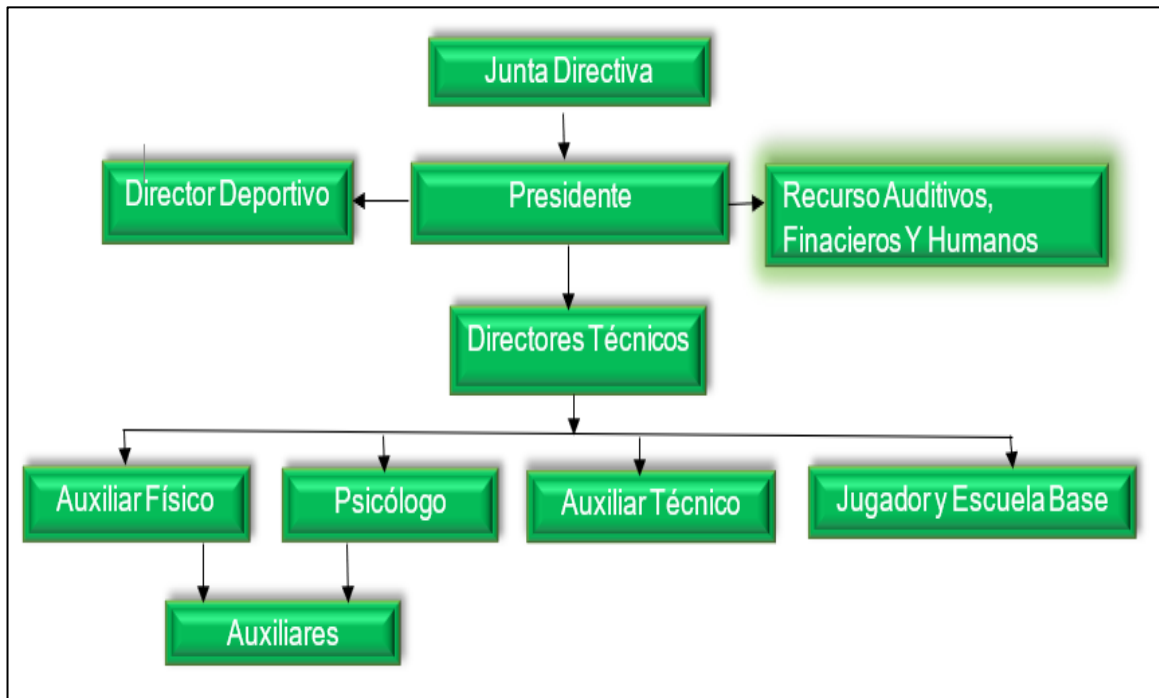 Junta Directiva
Director Deportivo
Presidente
Recurso Auditivos,
Finacieros Y Humanos
Directores Técnicos
Auxiliar Físico
Psicólogo
Auxiliar Técnico
Jugador y Escuela Base
Auxiliares